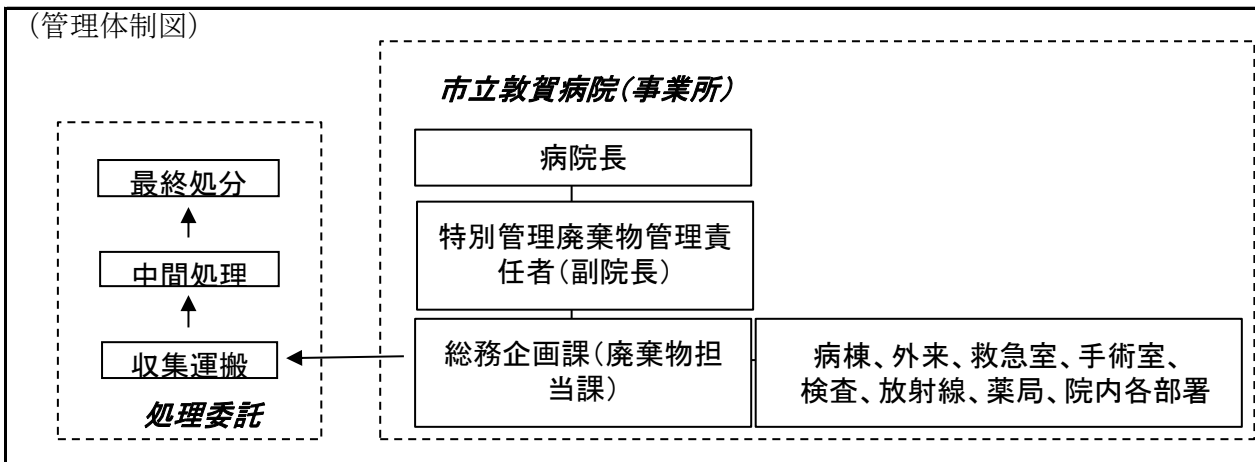 (管理体制図)
市立敦賀病院(事業所)
病院長
特別管理廃棄物管理責
任者(副院長)
総務企画課(廃棄物担
当課)
病棟、外来、救急室、手術室、
検査、放射線、薬局、院内各部署
最終処分
中間処理
収集運搬
処理委託